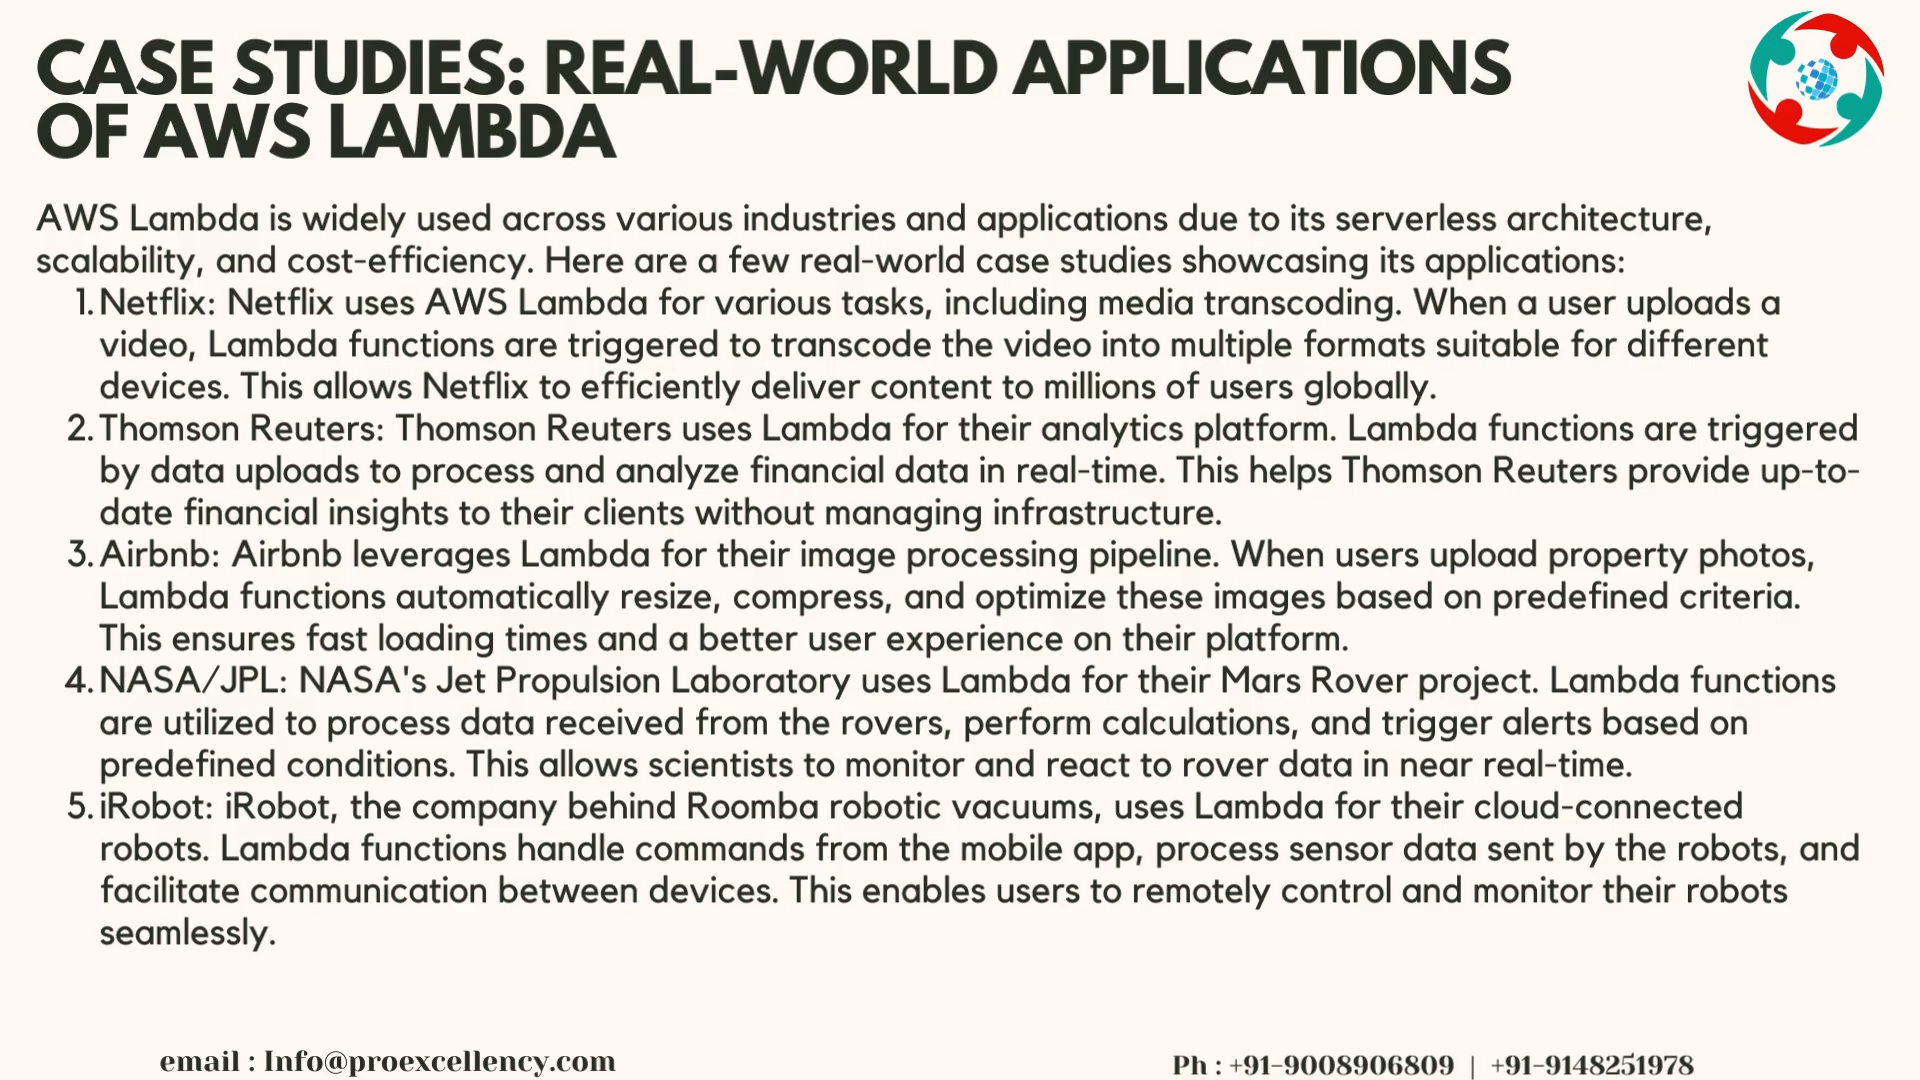 CASE STUDIES: REAL-WORLD APPLICATIONS
OF AWS LAMBDA
AWS Lambda is widely used across various industries and applications due to its serverless architecture,
scalability, and cost-efficiency. Here are a few real-world case studies showcasing its applications:
1. Netflix: Netflix uses AWS Lambda for various tasks, including media transcoding. When a user uploads a
video, Lambda functions are triggered to transcode the video into multiple formats suitable for different
devices. This allows Netflix to efficiently deliver content to millions of users globally.
2. Thomson Reuters: Thomson Reuters uses Lambda for their analytics platform. Lambda functions are triggered
by data uploads to process and analyze financial data in real-time. This helps Thomson Reuters provide up-to-
date financial insights to their clients without managing infrastructure.
3. Airbnb: Airbnb leverages Lambda for their image processing pipeline. When users upload property photos,
Lambda functions automatically resize, compress, and optimize these images based on predefined criteria.
This ensures fast loading times and a better user experience on their platform.
4. NASA/JPL: NASA's Jet Propulsion Laboratory uses Lambda for their Mars Rover project. Lambda functions
are utilized to process data received from the rovers, perform calculations, and trigger alerts based on
predefined conditions. This allows scientists to monitor and react to rover data in near real-time.
5. iRobot: iRobot, the company behind Roomba robotic vacuums, uses Lambda for their cloud-connected
robots. Lambda functions handle commands from the mobile app, process sensor data sent by the robots, and
facilitate communication between devices. This enables users to remotely control and monitor their robots
seamlessly.
email : Info@proexcellency.com
Ph : +91-9008906809 | +91-9148251978